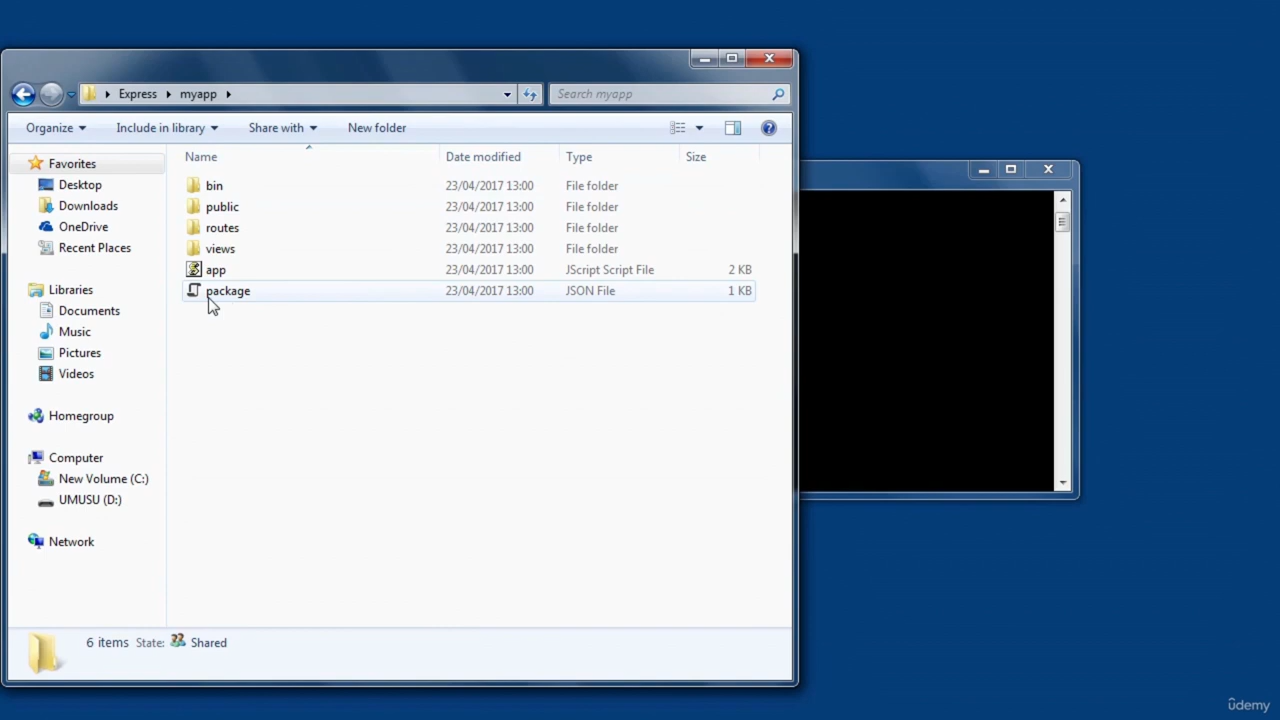 Express myapp
Search myapp
Organize Include in library Share with New folder
Name Date modified Type Size
Favorites
Desktop
Downloads
OneDrive
Recent Places
Libraries
Documents
Music
Pictures
Videos
Homegroup
Computer
New Volume (C:)
UMUSU (D:)
Network
bin 23/04/2017 13:00 File folder
public 23/04/2017 13:00 File folder
routes 23/04/2017 13:00 File folder
views 23/04/2017 13:00 File folder
app 23/04/2017 13:00 JScript Script File 2 KB
package 23/04/2017 13:00 JSON File 1 KB
6 items State: Shared
ûdemy